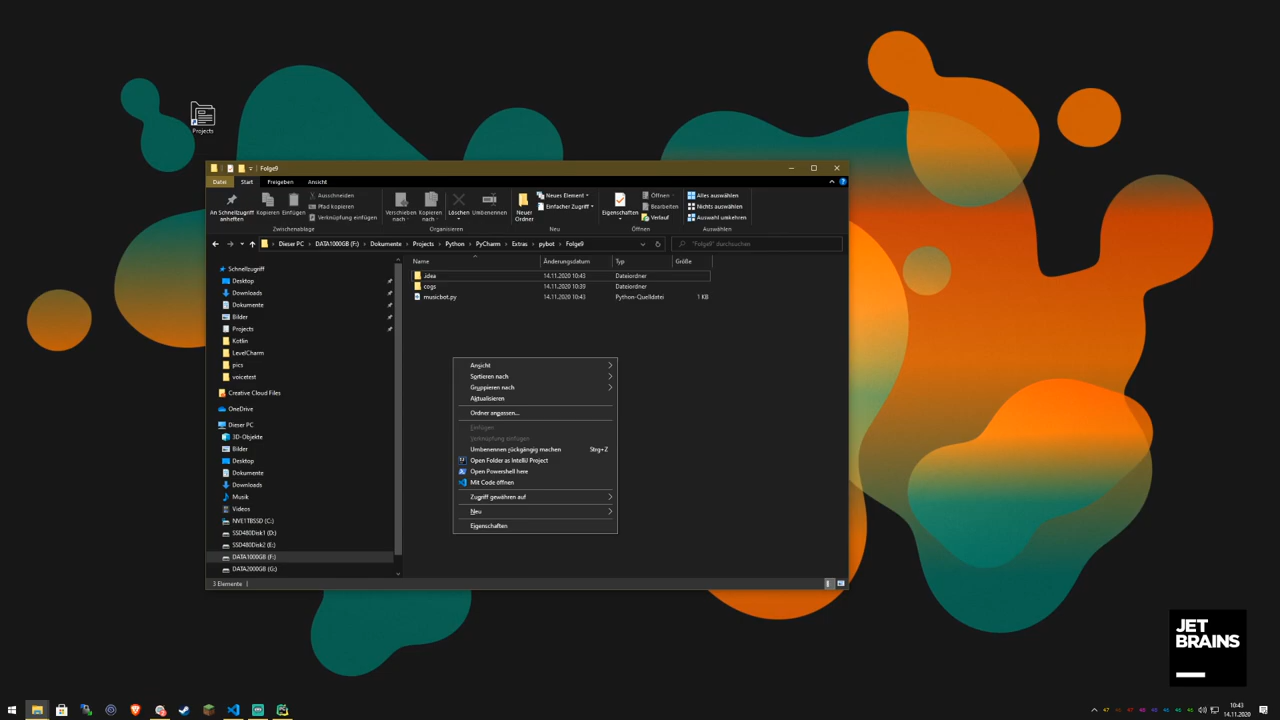 Projects
Folge9
Datei Start Freigeben Ansicht
An Schnellzugriff anheften
Kopieren
Einfügen
Ausschneiden
Pfad kopieren
Verknüpfung einfügen
Zwischenablage
Verschieben nach
Kopieren nach
Löschen
Umbenennen
Organisieren
Neuer Ordner
Neues Element
Einfacher Zugriff
Neu
Eigenschaften
Öffnen
Bearbeiten
Verlauf
Öffnen
Alles auswählen
Nichts auswählen
Auswahl umkehren
Auswählen
Dieser PC > DATA1000GB (F:) > Dokumente > Projects > Python > PyCharm > Extras > pybot > Folge9
"Folge9" durchsuchen
Name Änderungsdatum Typ Größe
.idea 14.11.2020 10:43 Dateiordner
cogs 14.11.2020 10:39 Dateiordner
musicbot.py 14.11.2020 10:43 Python-Quelldatei 1 KB
Schnellzugriff
Desktop
Downloads
Dokumente
Bilder
Projects
Kotlin
LevelCharm
pics
voicetest
Creative Cloud Files
OneDrive
Dieser PC
3D-Objekte
Bilder
Desktop
Dokumente
Downloads
Musik
Videos
NVE1TBSSD (C:)
SSD480Disk1 (D:)
SSD480Disk2 (E:)
DATA1000GB (F:)
DATA2000GB (G:)
Ansicht
Sortieren nach
Gruppieren nach
Aktualisieren
Ordner anpassen...
Einfügen
Verknüpfung einfügen
Umbenennen rückgängig machen Strg+Z
Open Folder as IntelliJ Project
Open Powershell here
Mit Code öffnen
Zugriff gewähren auf
Neu
Eigenschaften
3 Elemente
JET
BRAINS
10:43
14.11.2020